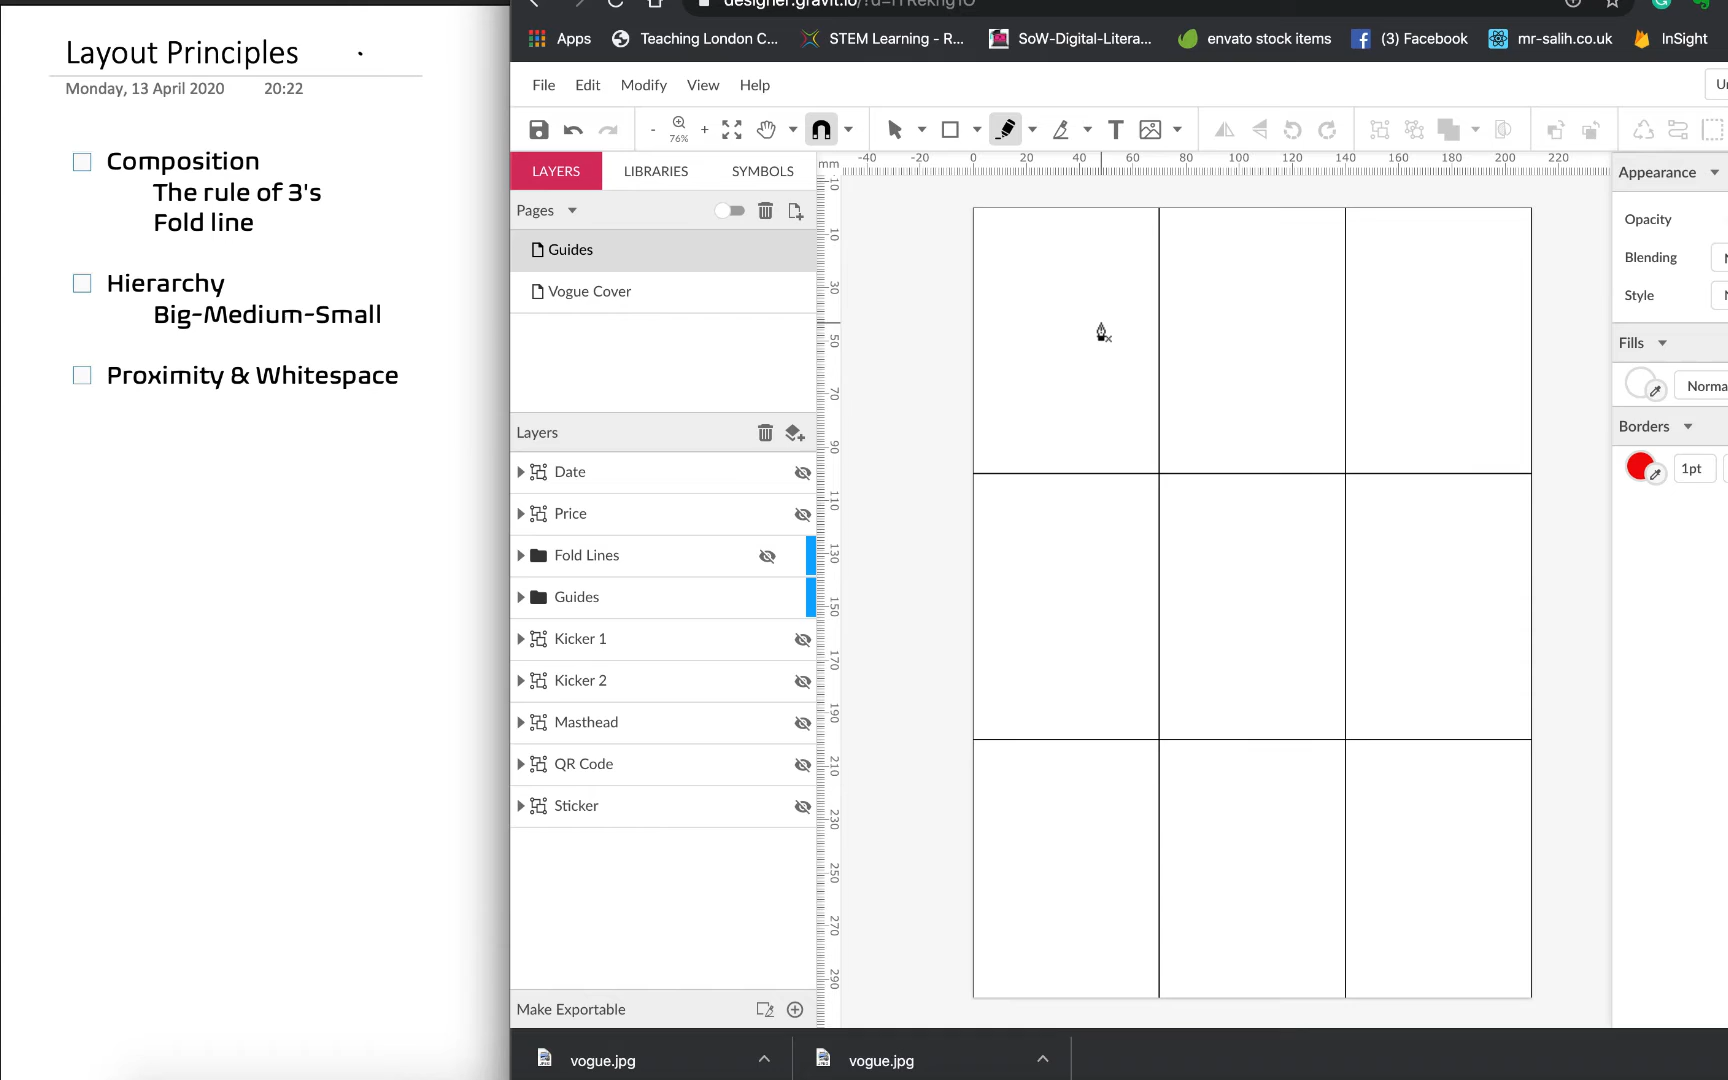 Layout Principles
Monday, 13 April 2020 20:22
Composition
The rule of 3's
Fold line
Hierarchy
Big-Medium-Small
Proximity & Whitespace
Apps Teaching London C... STEM Learning - R... SoW-Digital-Litera... envato stock items (3) Facebook mr-salih.co.uk InSight
File Edit Modify View Help
- 76% +
LAYERS LIBRARIES SYMBOLS
mm -40 -20 0 20 40 60 80 100 120 140 160 180 200 220
Pages
Guides
Vogue Cover
Layers
Date
Price
Fold Lines
Guides
Kicker 1
Kicker 2
Masthead
QR Code
Sticker
Make Exportable
10
10
30
50
70
90
110
130
150
170
190
210
230
250
270
290
Appearance
Opacity
Blending
Style
Fills
Norma
Borders
1pt
vogue.jpg vogue.jpg